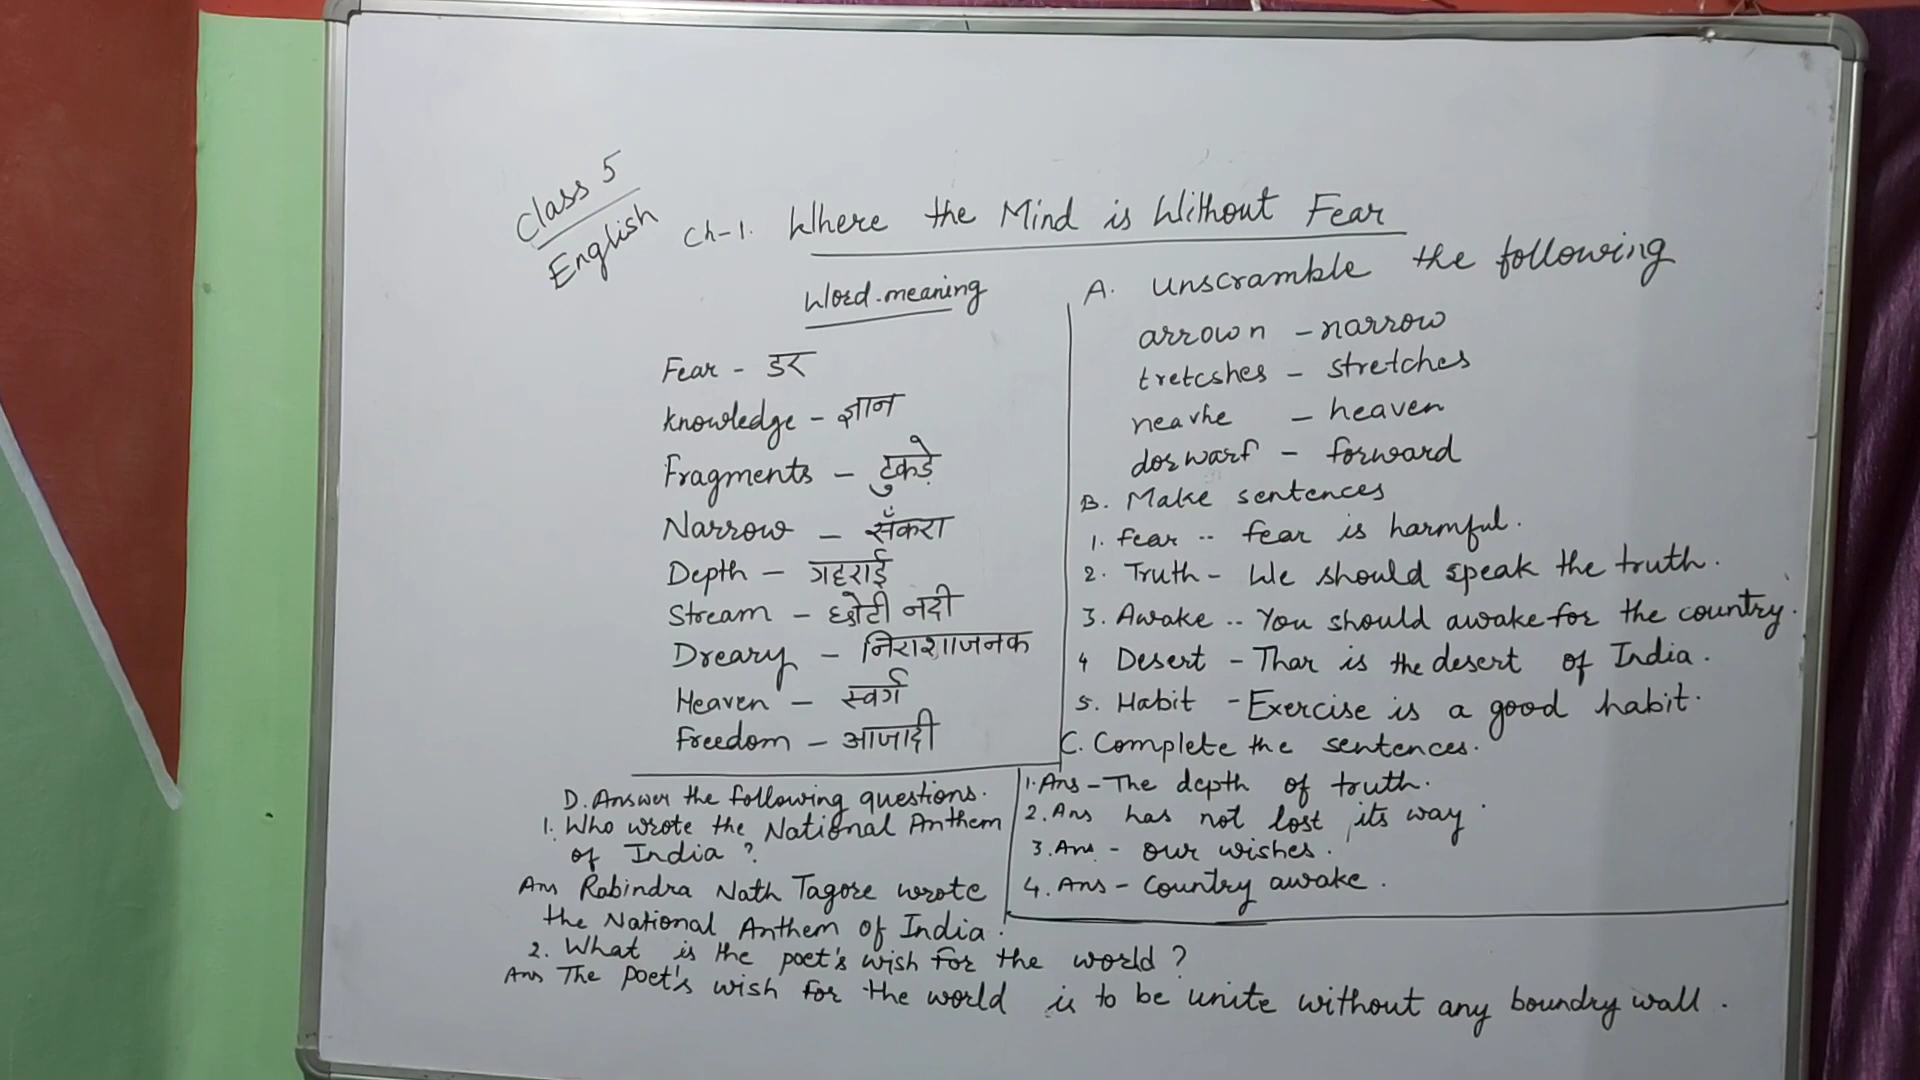 Class 5
English
Ch-1. Where the Mind is Without Fear
Word-meaning
Fear - डर
Knowledge - ज्ञान
Fragments - टुकड़े
Narrow - सँकरा
Depth - गहराई
Stream - छोटी नदी
Dreary - निराशाजनक
Heaven - स्वर्ग
Freedom - आजादी
A. Unscramble the following
arrown - narrow
tretcshes - stretches
neavhe - heaven
dorwarf - forward
B. Make sentences
1. Fear - fear is harmful.
2. Truth - We should speak the truth.
3. Awake - You should awake for the country.
4 Desert - Thar is the desert of India.
5. Habit - Exercise is a good habit.
C. Complete the sentences.
1. Ans - The depth of truth.
2. Ans has not lost its way.
3. Ans - our wishes.
4. Ans - Country awake.
D. Answer the following questions.
1. Who wrote the National Anthem
of India?
Ans Rabindra Nath Tagore wrote
the National Anthem of India.
2. What is the poet's wish for the world?
Ans The Poet's wish for the world is to be unite without any boundry wall.